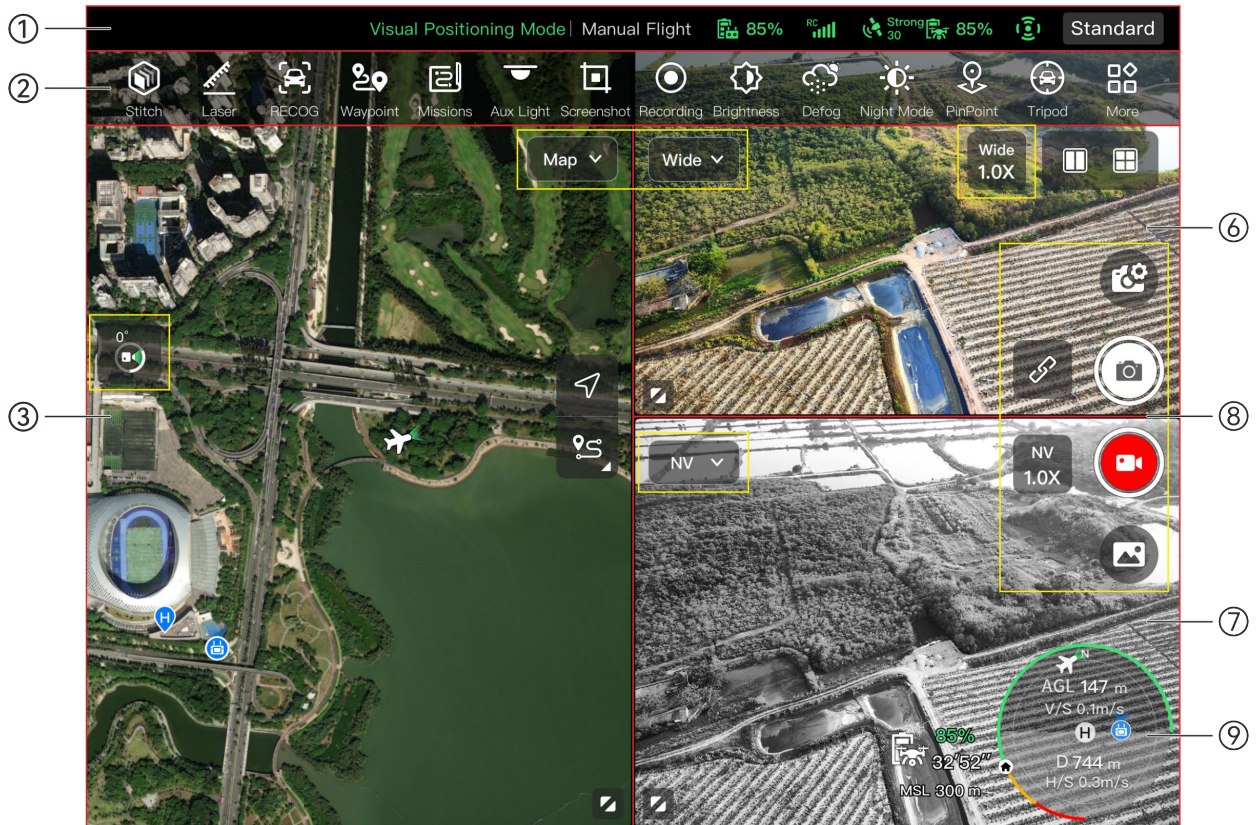 ①
Visual Positioning Mode | Manual Flight 85% RC Strong 30 85% Standard
②
Stitch Laser RECOG Waypoint Missions Aux Light Screenshot Recording Brightness Defog Night Mode PinPoint Tripod More
Map Wide Wide
1.0X
⑥
0°
③
⑧
NV NV
1.0X
H
⑦
N
AGL 147 m
V/S 0.1m/s
H
⑨
85%
32'52"
D 744 m
H/S 0.3m/s
MSL 300 m